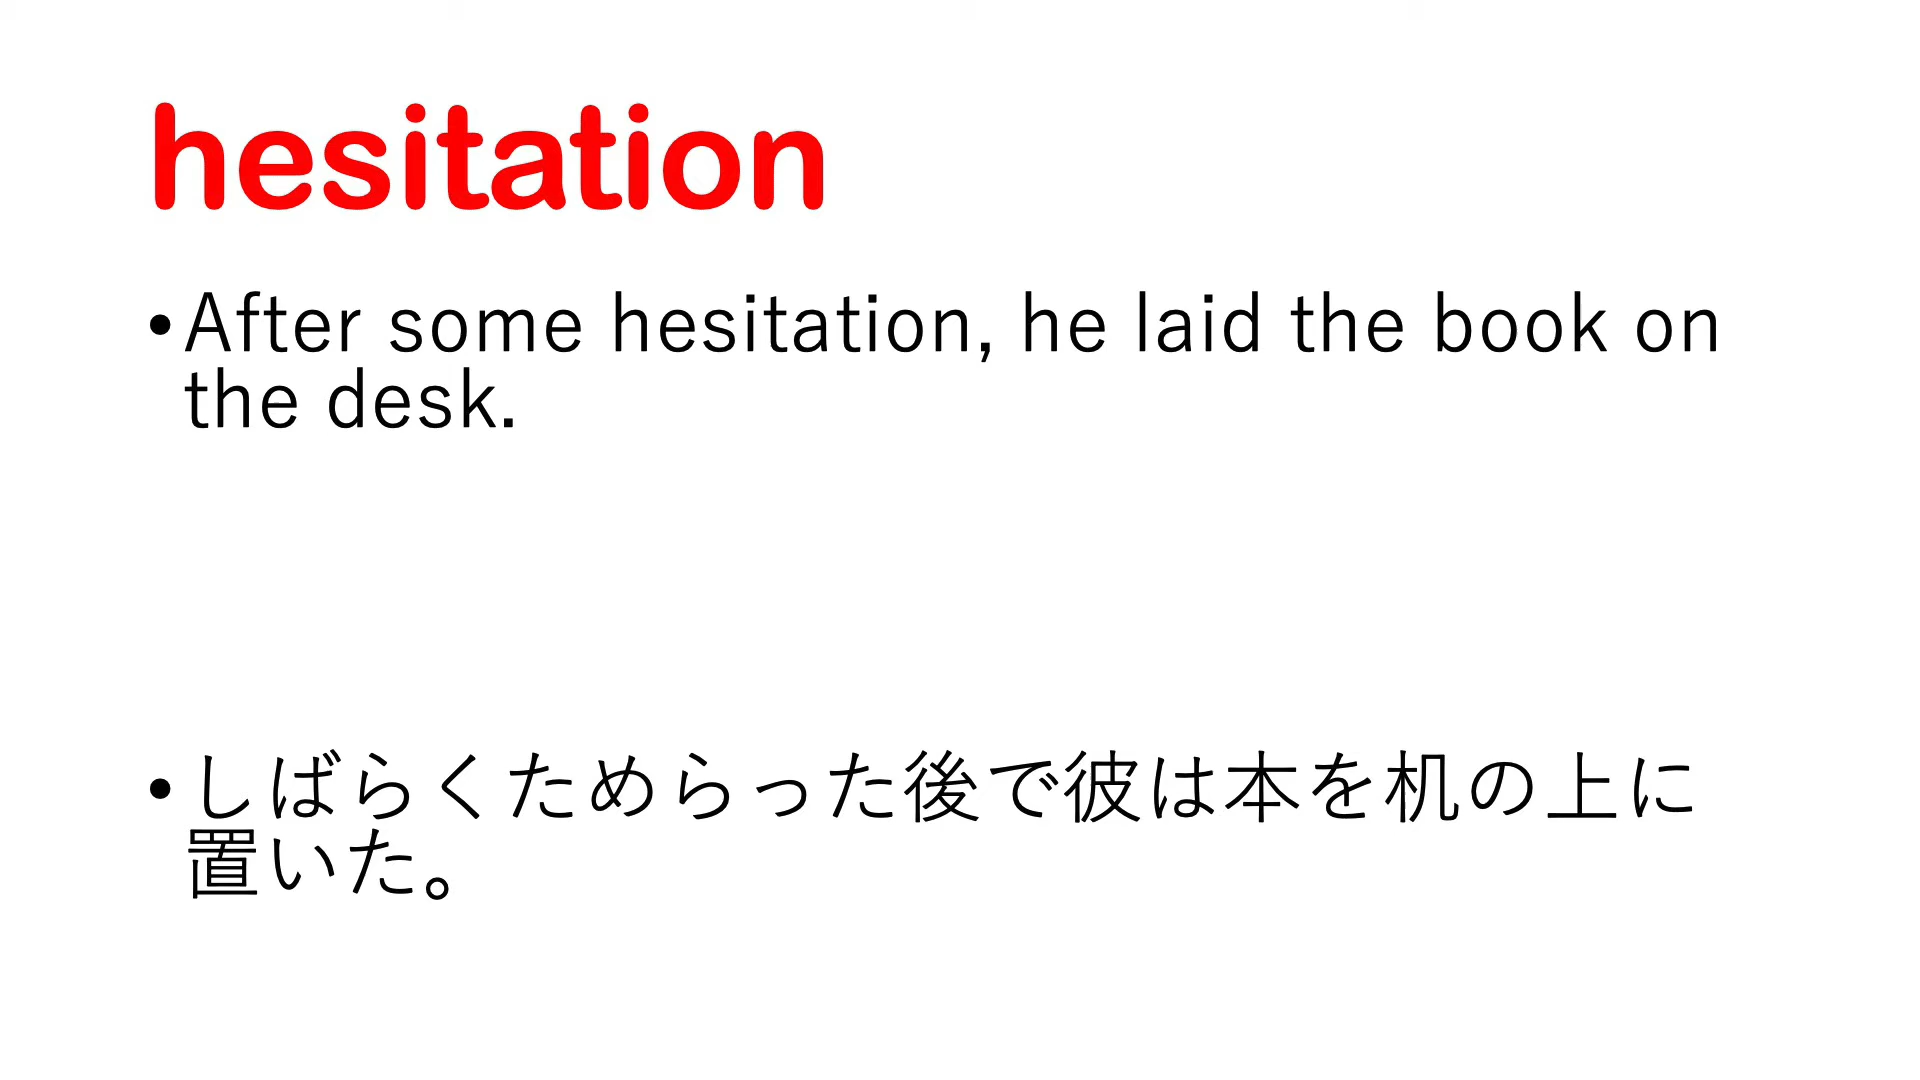 hesitation
•After some hesitation, he laid the book on
the desk.
•しばらくためらった後で彼は本を机の上に
置いた。